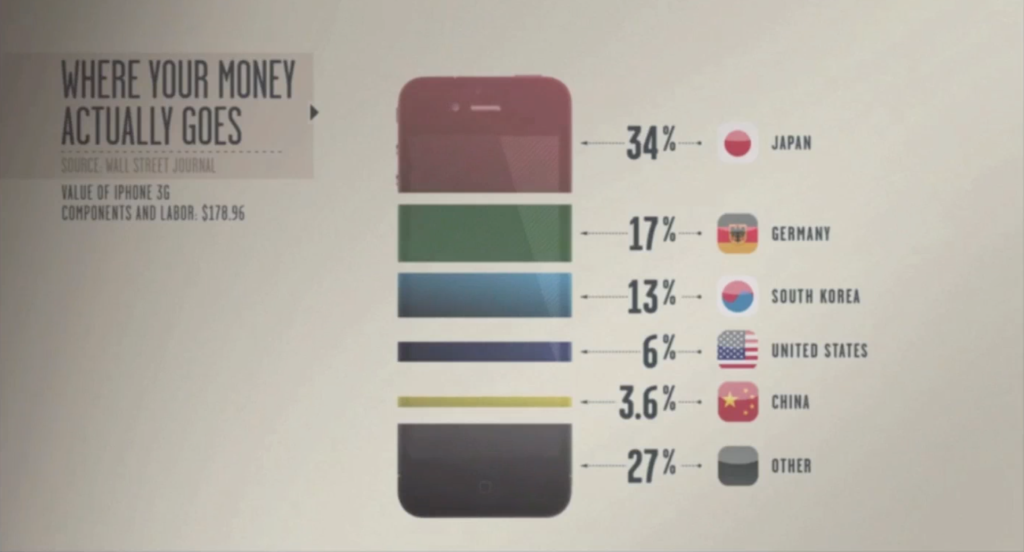 WHERE YOUR MONEY
ACTUALLY GOES
SOURCE: WALL STREET JOURNAL
VALUE OF IPHONE 3G
COMPONENTS AND LABOR: $178.96
34% JAPAN
17% GERMANY
13% SOUTH KOREA
6% UNITED STATES
3.6% CHINA
27% OTHER